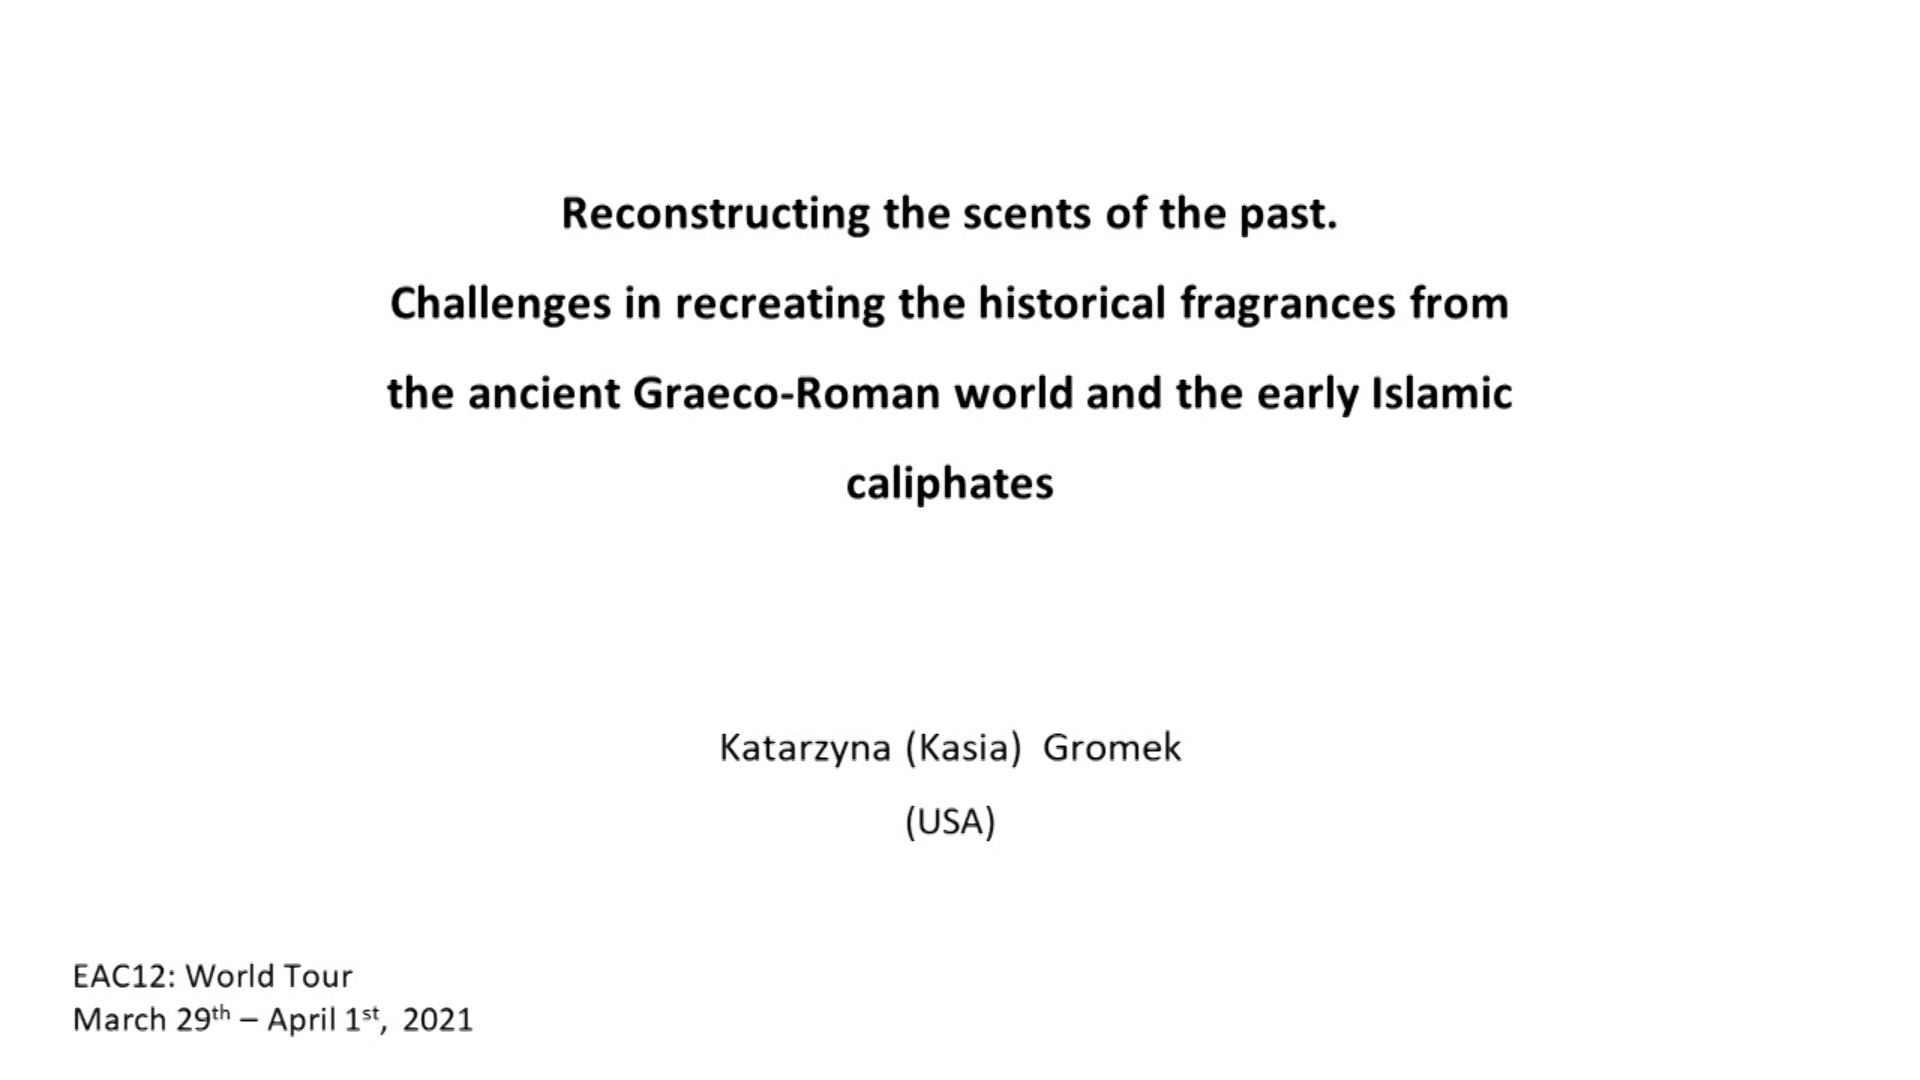 Reconstructing the scents of the past.
Challenges in recreating the historical fragrances from
the ancient Graeco-Roman world and the early Islamic
caliphates
Katarzyna (Kasia) Gromek
(USA)
EAC12: World Tour
March 29th – April 1st, 2021